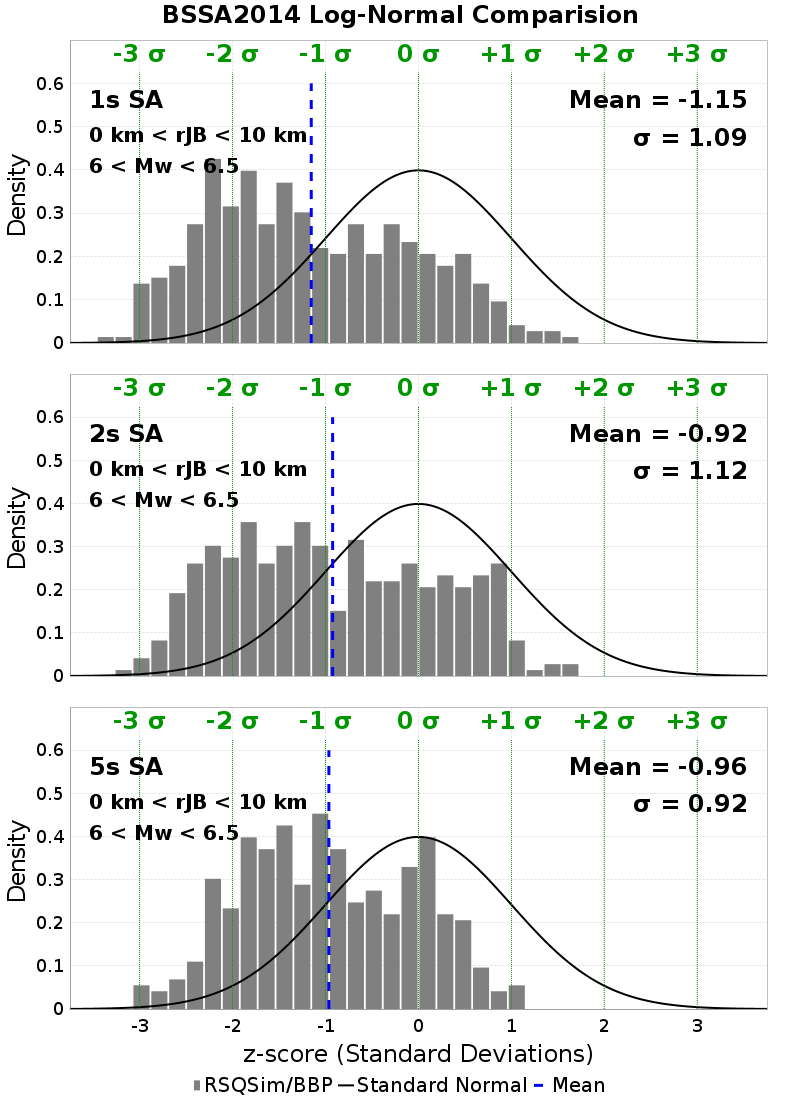 BSSA2014 Log-Normal Comparision
-3 σ -2 σ -1 σ 0 σ +1 σ +2 σ +3 σ
1s SA
0 km < rJB < 10 km
6 < Mw < 6.5
Mean = -1.15
σ = 1.09
Density
0.6
0.5
0.4
0.3
0.2
0.1
0
-3 σ -2 σ -1 σ 0 σ +1 σ +2 σ +3 σ
2s SA
0 km < rJB < 10 km
6 < Mw < 6.5
Mean = -0.92
σ = 1.12
Density
0.6
0.5
0.4
0.3
0.2
0.1
0
-3 σ -2 σ -1 σ 0 σ +1 σ +2 σ +3 σ
5s SA
0 km < rJB < 10 km
6 < Mw < 6.5
Mean = -0.96
σ = 0.92
Density
0.6
0.5
0.4
0.3
0.2
0.1
0
-3 -2 -1 0 1 2 3
z-score (Standard Deviations)
RSQSim/BBP Standard Normal Mean